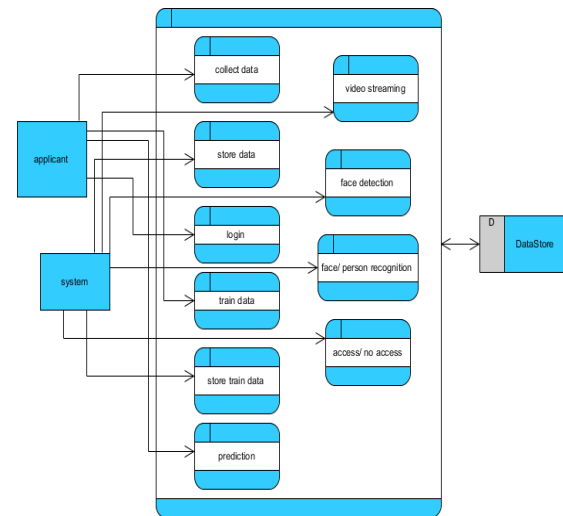 collect data
video streaming
applicant
store data
face detection
D
DataStore
login
face/ person recognition
system
train data
access/ no access
store train data
prediction